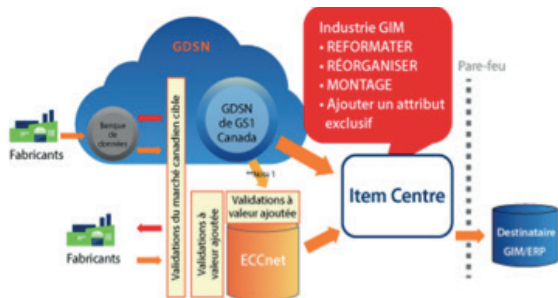 GDSN
Industrie GIM
• REFORMATER
• RÉORGANISER
• MONTAGE
• Ajouter un attribut
exclusif
Pare-feu
Fabricants
Banque
de
données
Validations du marché canadien cible
GDSN
de GS1
Canada
**Nota 1
Validations à
valeur ajoutée
Item Centre
Fabricants
Validations à
valeur ajoutée
ECCnet
Destinataire
GIM/ERP